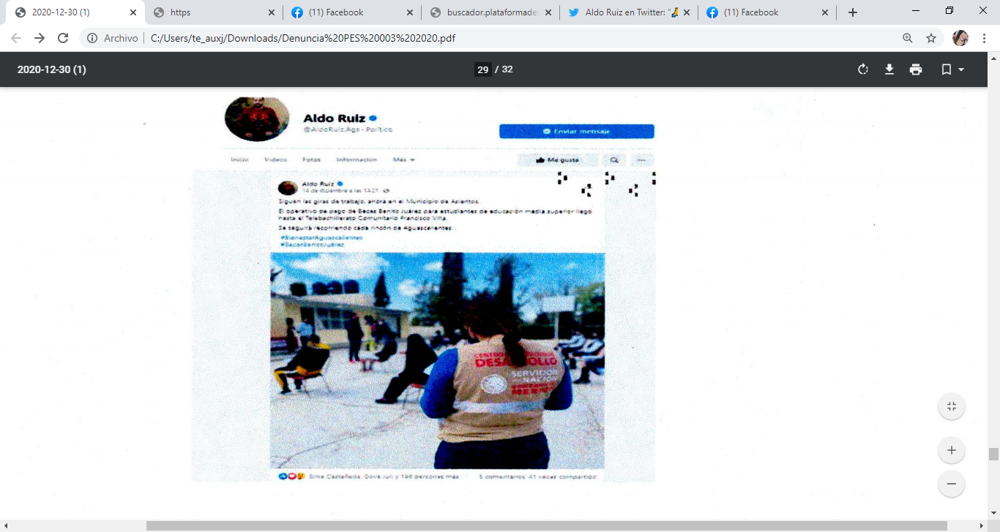 2020-12-30 (1)
https
(11) Facebook
buscador.plataformade
Aldo Ruiz en Twitter: "
(11) Facebook
Archivo
C:/Users/te_auxj/Downloads/Denuncia%20PES%20003%202020.pdf
2020-12-30 (1)
29 / 32
Aldo Ruiz
@AldoRuiz.Ags · Político
Enviar mensaje
Inicio Videos Fotos Información Más
Me gusta
Aldo Ruiz
14 de diciembre a las 14:21
Siguen las giras de trabajo, ahora en el Municipio de Asientos.
El operativo de pago de Becas Benito Juárez para estudiantes de educación media superior llegó
hasta el Telebachillerato Comunitario Francisco Villa.
Se seguirá recorriendo cada rincón de Aguascalientes.
#BienestarAguascalientes
#BecasBenitoJuárez
DESARROLLO
SERVIDOR
DE LA NACIÓN
GOBIERNO DE
MÉXICO
Erika Castañeda, Dova Juli y 196 personas más
5 comentarios 41 veces compartido